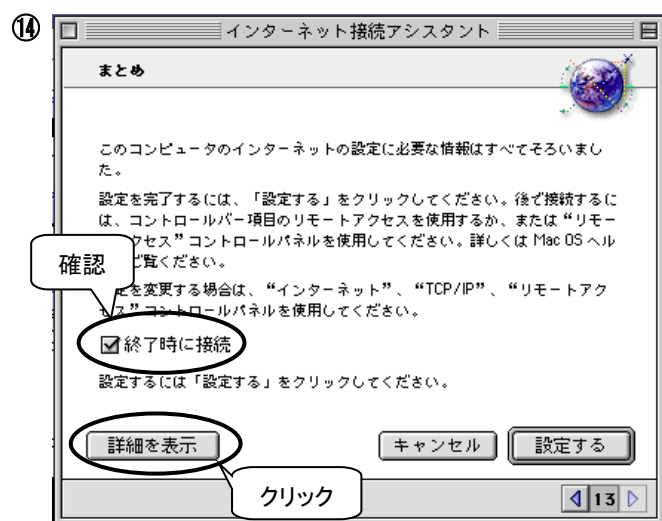 ⑭
インターネット接続アシスタント
まとめ
このコンピュータのインターネットの設定に必要な情報はすべてそろいまし
た。
設定を完了するには、「設定する」をクリックしてください。後で接続するに
は、コントロールバー項目のリモートアクセスを使用するか、または“リモー
クセス”コントロールパネルを使用してください。詳しくは Mac OS ヘル
確認
ご覧ください。
を変更する場合は、“インターネット”、“TCP/IP”、“リモートアク
セス”コントロールパネルを使用してください。
終了時に接続
設定するには「設定する」をクリックしてください。
詳細を表示
キャンセル
設定する
クリック
13